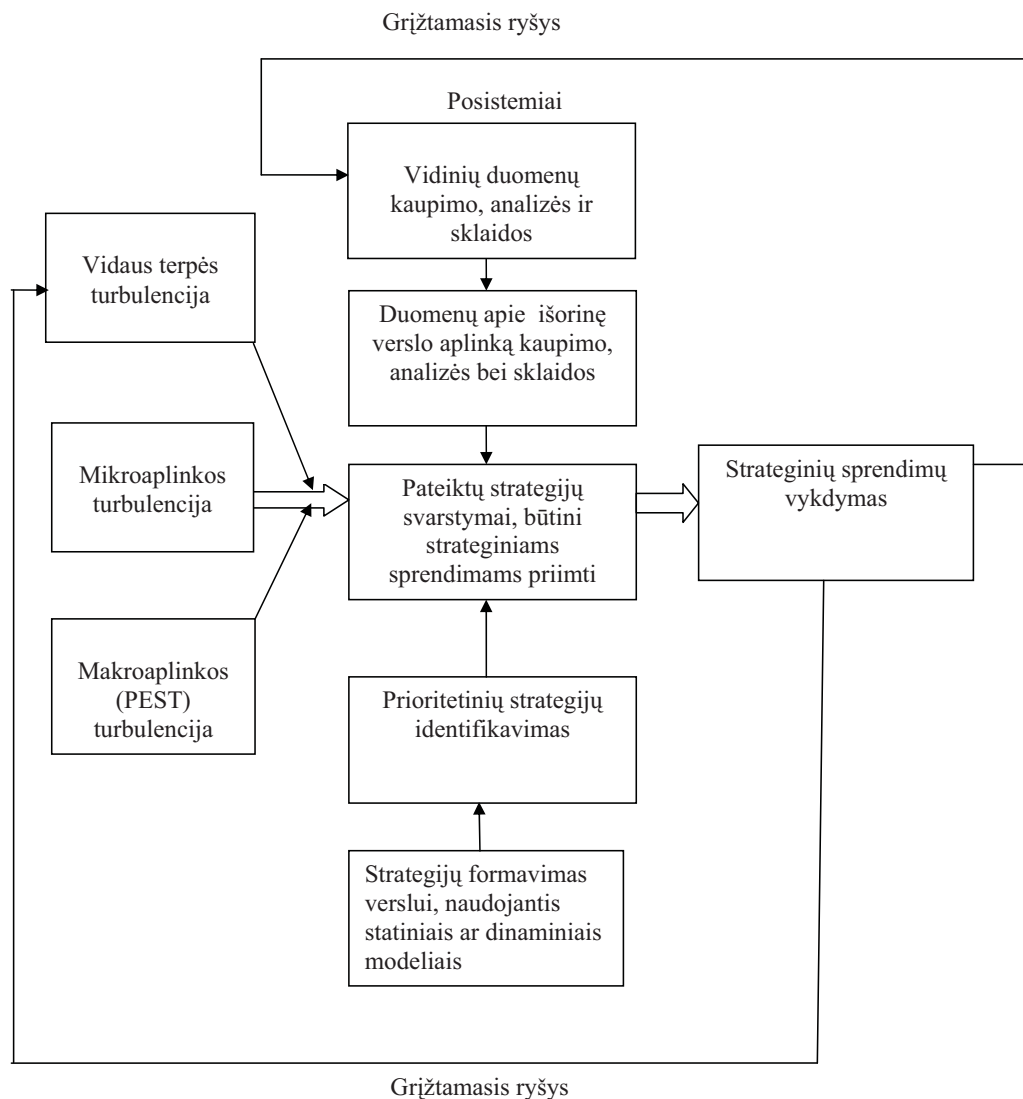 Grįžtamasis ryšys
Posistemiai
Vidinių duomenų
kaupimo, analizės ir
sklaidos
Vidaus terpės
turbulencija
Duomenų apie išorinę
verslo aplinką kaupimo,
analizės bei sklaidos
Mikroaplinkos
turbulencija
Pateiktų strategijų
svarstymai, būtini
strateginiams
sprendimams priimti
Strateginių sprendimų
vykdymas
Makroaplinkos
(PEST)
turbulencija
Prioritetinių strategijų
identifikavimas
Strategijų formavimas
verslui, naudojantis
statiniais ar dinaminiais
modeliais
Grįžtamasis ryšys